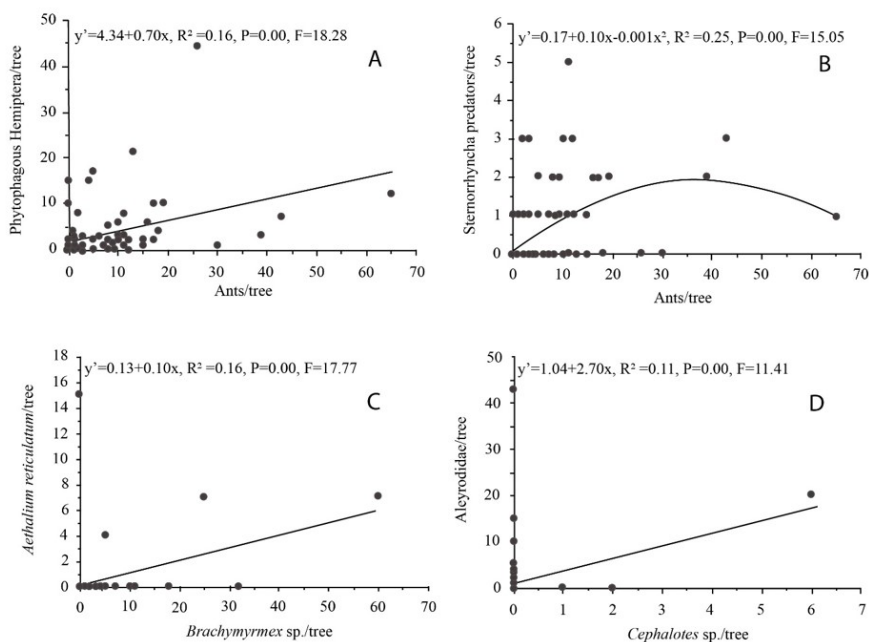 y'=4.34+0.70x, R² =0.16, P=0.00, F=18.28
A
Phytophagous Hemiptera/tree
50
40
30
20
10
0
0 10 20 30 40 50 60 70
Ants/tree
y'=0.17+0.10x-0.001x², R² =0.25, P=0.00, F=15.05
B
Sternorrhyncha predators/tree
6
5
4
3
2
1
0
0 10 20 30 40 50 60 70
Ants/tree
y'=0.13+0.10x, R² =0.16, P=0.00, F=17.77
C
Aethalium reticulatum/tree
18
16
14
12
10
8
6
4
2
0
0 10 20 30 40 50 60 70
Brachymyrmex sp./tree
y'=1.04+2.70x, R² =0.11, P=0.00, F=11.41
D
Aleyrodidae/tree
50
45
40
30
20
10
0
0 1 2 3 4 5 6 7
Cephalotes sp./tree